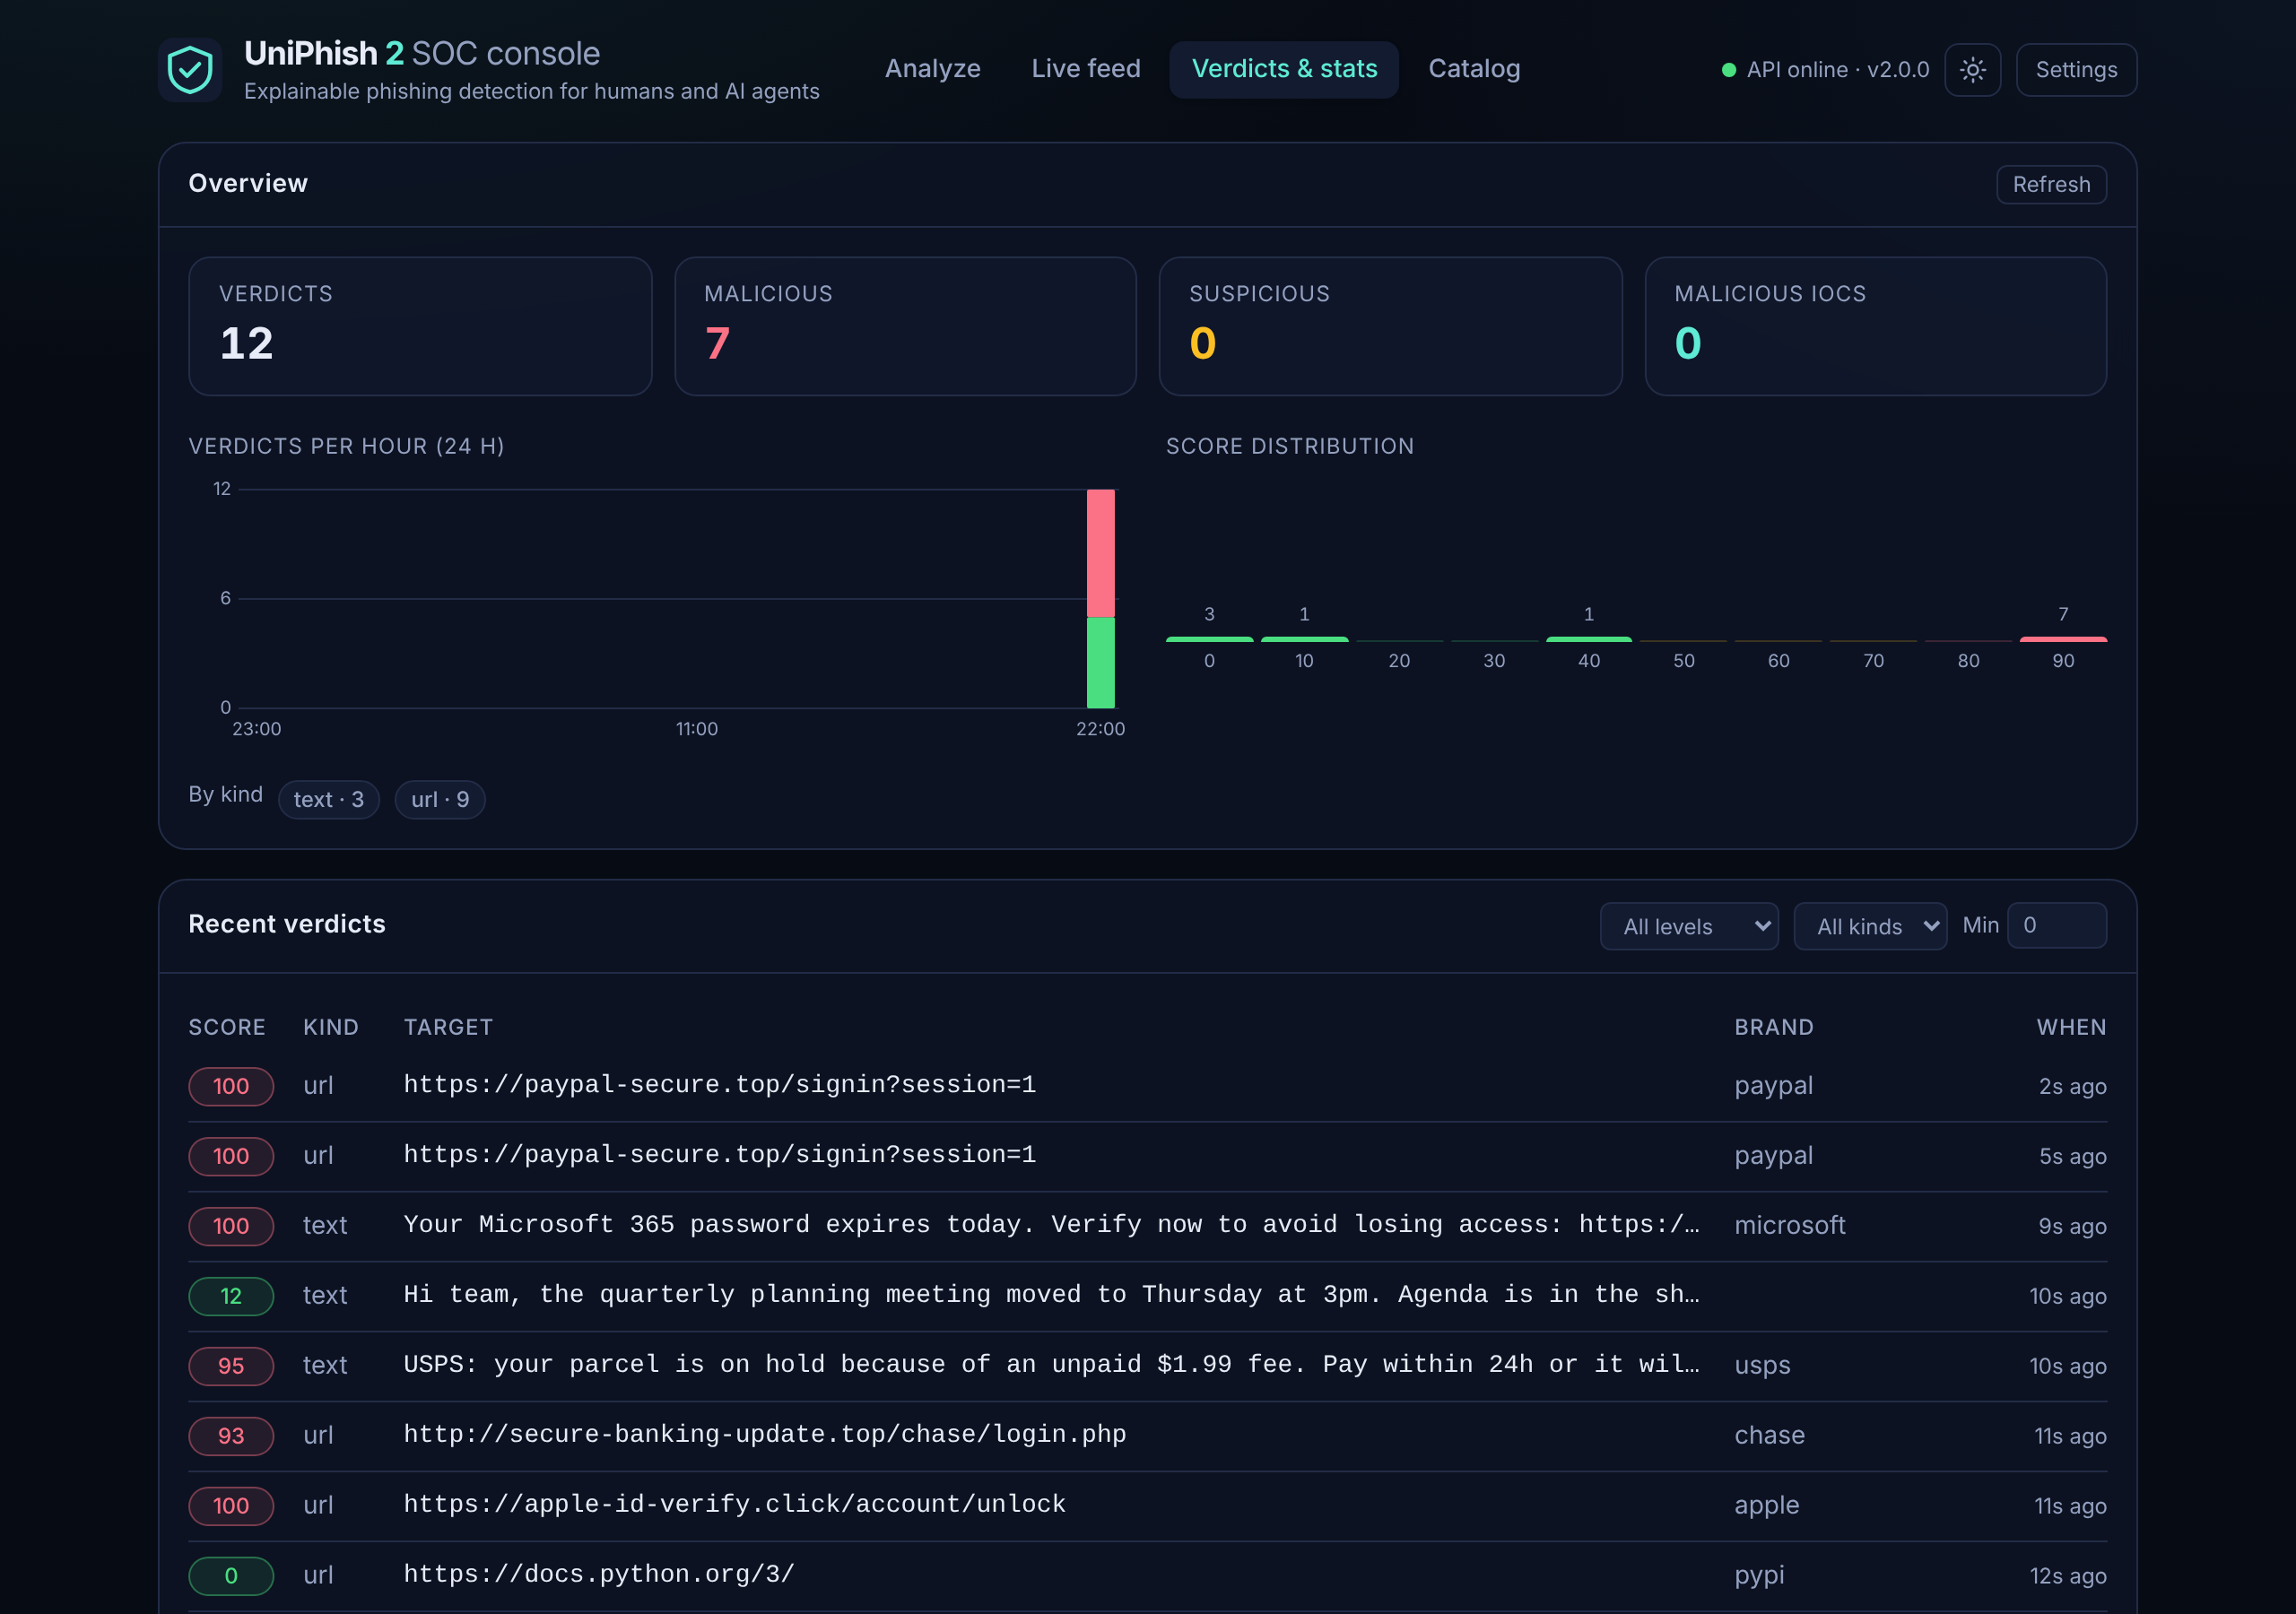 UniPhish 2 SOC console
Explainable phishing detection for humans and AI agents
Analyze
Live feed
Verdicts & stats
Catalog
API online · v2.0.0
Settings
Overview
Refresh
VERDICTS
12
MALICIOUS
7
SUSPICIOUS
0
MALICIOUS IOCS
0
VERDICTS PER HOUR (24 H)
12
6
0
23:00 11:00 22:00
SCORE DISTRIBUTION
3 1 1 7
0 10 20 30 40 50 60 70 80 90
By kind text · 3 url · 9
Recent verdicts
All levels
All kinds
Min 0
SCORE KIND TARGET BRAND WHEN
100 url https://paypal-secure.top/signin?session=1 paypal 2s ago
100 url https://paypal-secure.top/signin?session=1 paypal 5s ago
100 text Your Microsoft 365 password expires today. Verify now to avoid losing access: https:/… microsoft 9s ago
12 text Hi team, the quarterly planning meeting moved to Thursday at 3pm. Agenda is in the sh… 10s ago
95 text USPS: your parcel is on hold because of an unpaid $1.99 fee. Pay within 24h or it wil… usps 10s ago
93 url http://secure-banking-update.top/chase/login.php chase 11s ago
100 url https://apple-id-verify.click/account/unlock apple 11s ago
0 url https://docs.python.org/3/ pypi 12s ago